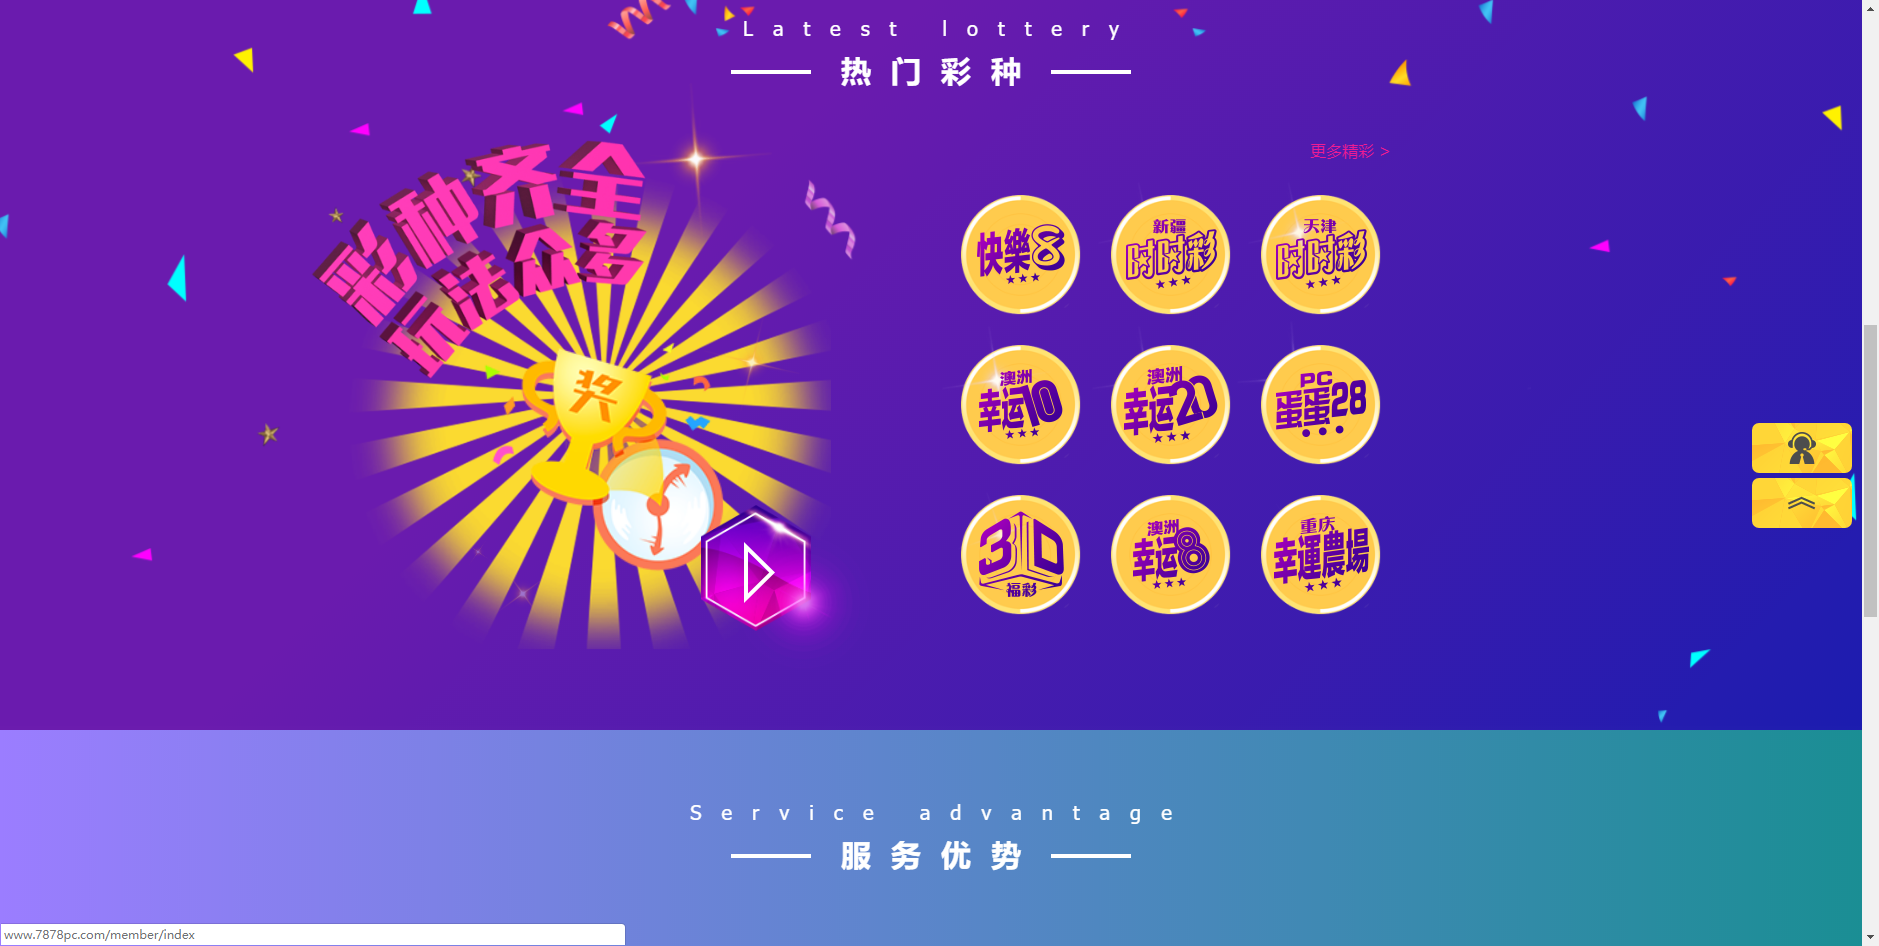 Latest lottery
热门彩种
彩种齐全
玩法众多
奖
更多精彩 >
快樂8
新疆
时时彩
天津
时时彩
澳洲
幸运10
澳洲
幸运20
PC
蛋蛋28
3D
福彩
澳洲
幸运8
重庆
幸運農場
Service advantage
服务优势
www.7878pc.com/member/index